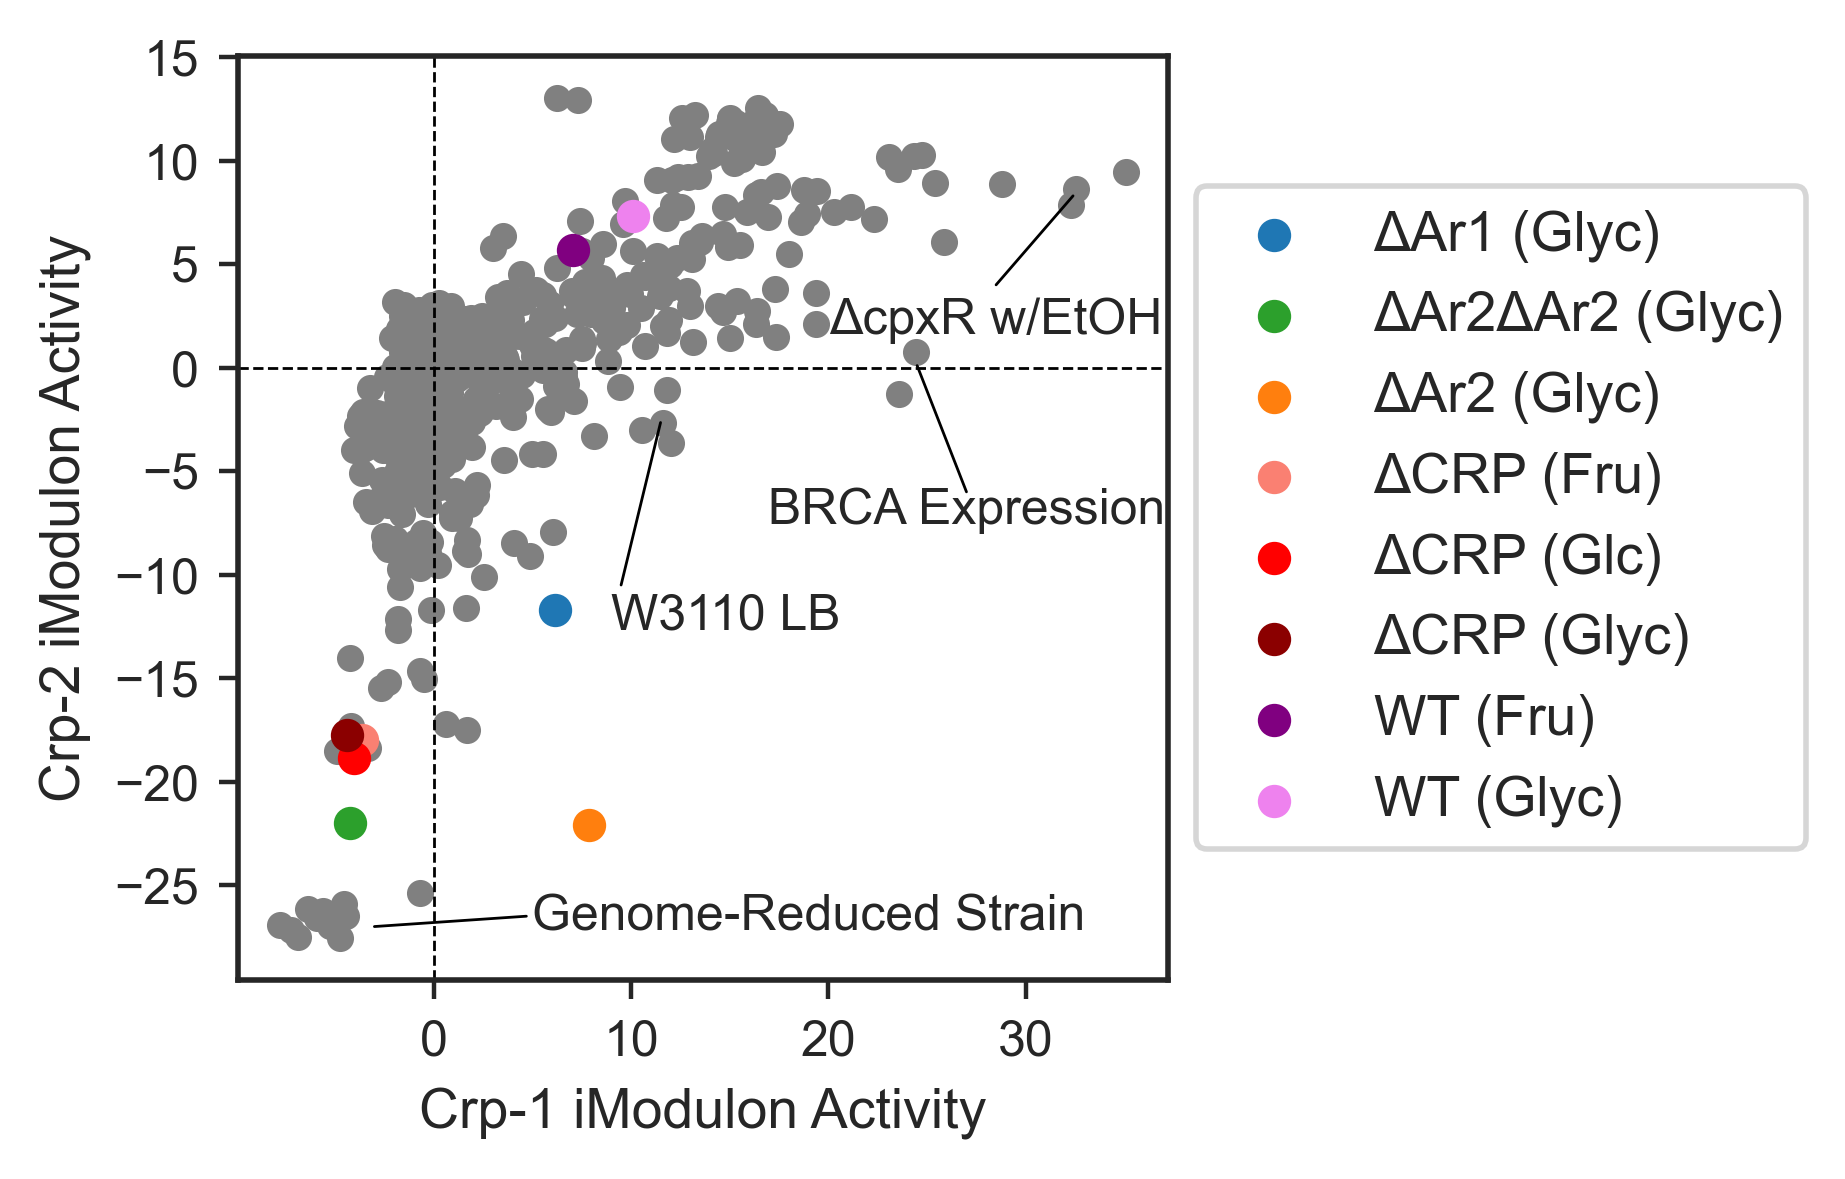 15
10
5
0
−5
−10
−15
−20
−25
Crp-2 iModulon Activity
ΔcpxR w/EtOH
BRCA Expression
W3110 LB
Genome-Reduced Strain
0
10
20
30
Crp-1 iModulon Activity
ΔAr1 (Glyc)
ΔAr2ΔAr2 (Glyc)
ΔAr2 (Glyc)
ΔCRP (Fru)
ΔCRP (Glc)
ΔCRP (Glyc)
WT (Fru)
WT (Glyc)